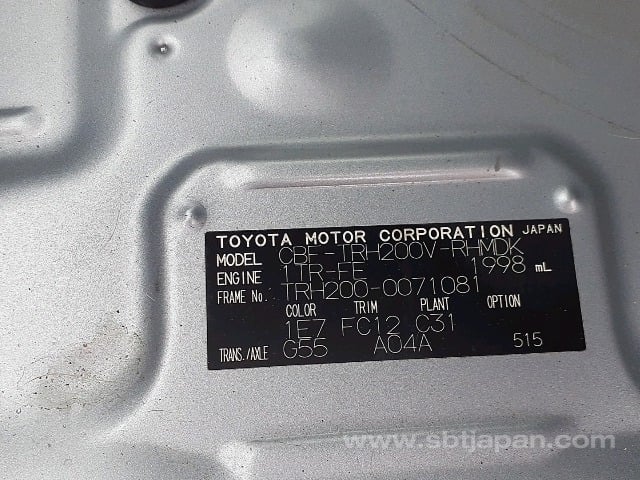 TOYOTA MOTOR CORPORATION JAPAN
MODEL CBF-TRH200V-RHMDK
ENGINE 1TR-FE 1998 mL
FRAME No. TRH200-0071081
COLOR TRIM PLANT OPTION
1E7 FC12 C31
TRANS./AXLE G55 A04A 515
www.sbtjapan.com